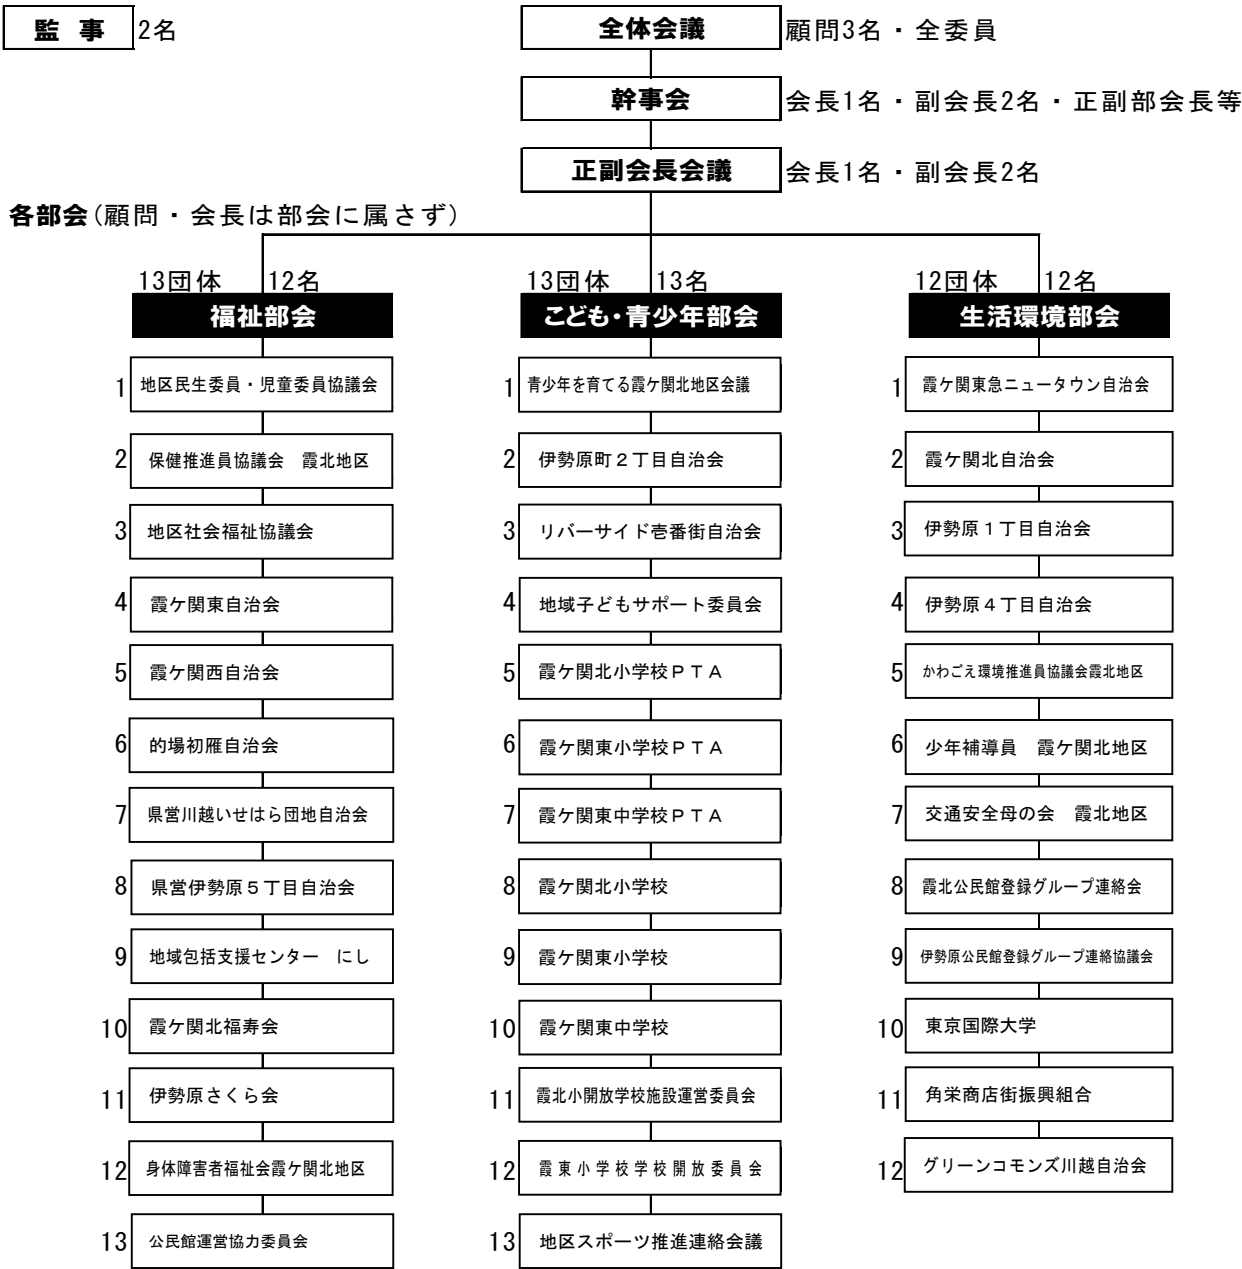 監 事 2名
全体会議 顧問3名・全委員
幹事会 会長1名・副会長2名・正副部会長等
正副会長会議 会長1名・副会長2名
各部会(顧問・会長は部会に属さず)
13団体 12名
福祉部会
1 地区民生委員・児童委員協議会
2 保健推進員協議会 霞北地区
3 地区社会福祉協議会
4 霞ケ関東自治会
5 霞ケ関西自治会
6 的場初雁自治会
7 県営川越いせはら団地自治会
8 県営伊勢原5丁目自治会
9 地域包括支援センター にし
10 霞ケ関北福寿会
11 伊勢原さくら会
12 身体障害者福祉会霞ケ関北地区
13 公民館運営協力委員会
13団体 13名
こども・青少年部会
1 青少年を育てる霞ケ関北地区会議
2 伊勢原町2丁目自治会
3 リバーサイド壱番街自治会
4 地域子どもサポート委員会
5 霞ケ関北小学校PTA
6 霞ケ関東小学校PTA
7 霞ケ関東中学校PTA
8 霞ケ関北小学校
9 霞ケ関東小学校
10 霞ケ関東中学校
11 霞北小開放学校施設運営委員会
12 霞東小学校学校開放委員会
13 地区スポーツ推進連絡会議
12団体 12名
生活環境部会
1 霞ケ関東急ニュータウン自治会
2 霞ケ関北自治会
3 伊勢原1丁目自治会
4 伊勢原4丁目自治会
5 かわごえ環境推進員協議会霞北地区
6 少年補導員 霞ケ関北地区
7 交通安全母の会 霞北地区
8 霞北公民館登録グループ連絡会
9 伊勢原公民館登録グループ連絡協議会
10 東京国際大学
11 角栄商店街振興組合
12 グリーンコモンズ川越自治会